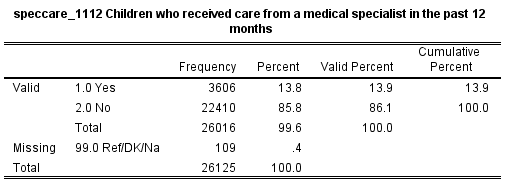 speccare_1112 Children who received care from a medical specialist in the past 12
months
Cumulative
Frequency Percent Valid Percent Percent
Valid 1.0 Yes 3606 13.8 13.9 13.9
2.0 No 22410 85.8 86.1 100.0
Total 26016 99.6 100.0
Missing 99.0 Ref/DK/Na 109 .4
Total 26125 100.0